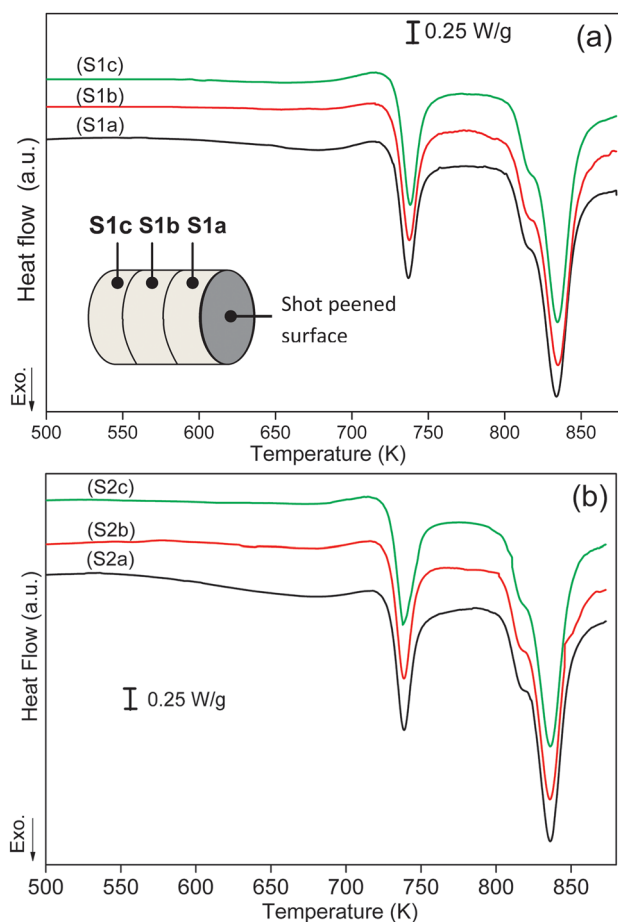 0.25 W/g
(a)
(S1c)
(S1b)
(S1a)
Heat flow (a.u.)
S1c S1b S1a
Shot peened
surface
Exo.
500 550 600 650 700 750 800 850
Temperature (K)
(b)
(S2c)
(S2b)
(S2a)
Heat Flow (a.u.)
0.25 W/g
Exo.
500 550 600 650 700 750 800 850
Temperature (K)